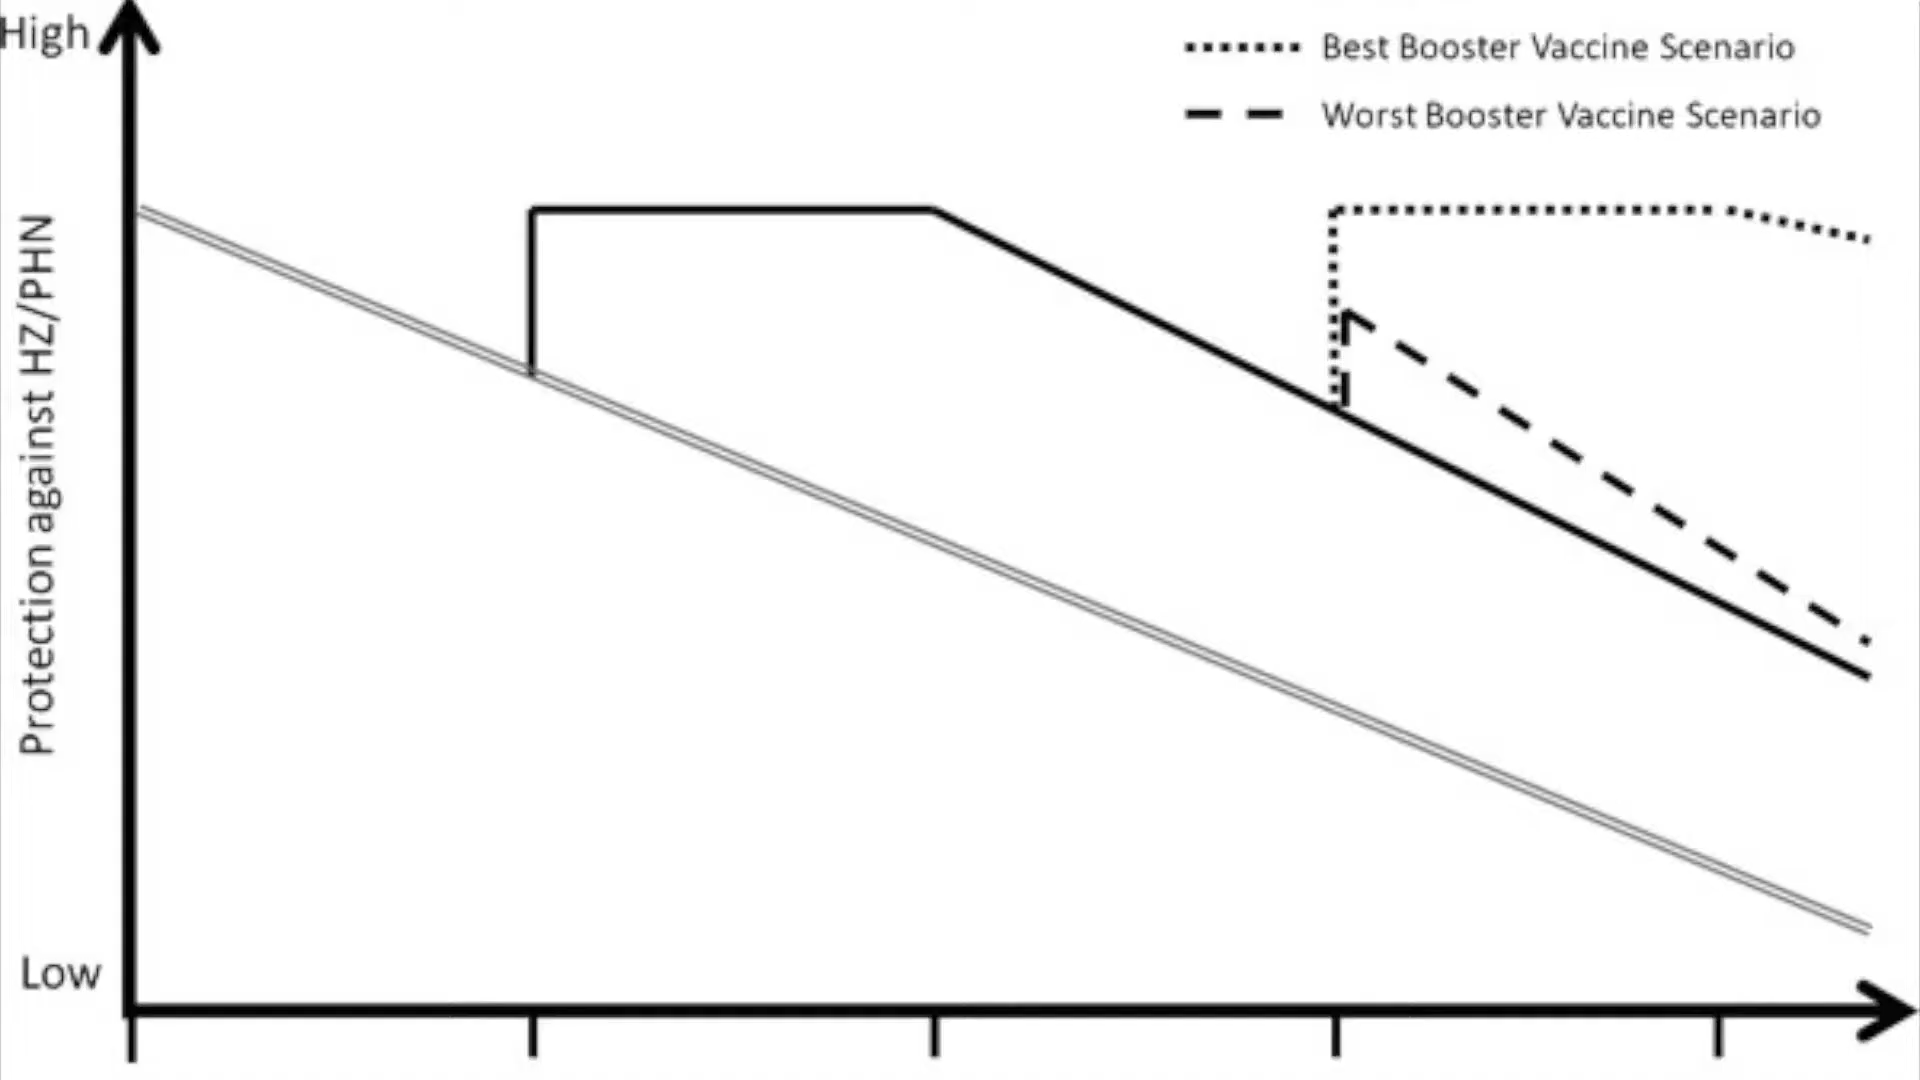 High
Best Booster Vaccine Scenario
Worst Booster Vaccine Scenario
Protection against HZ/PHN
Low